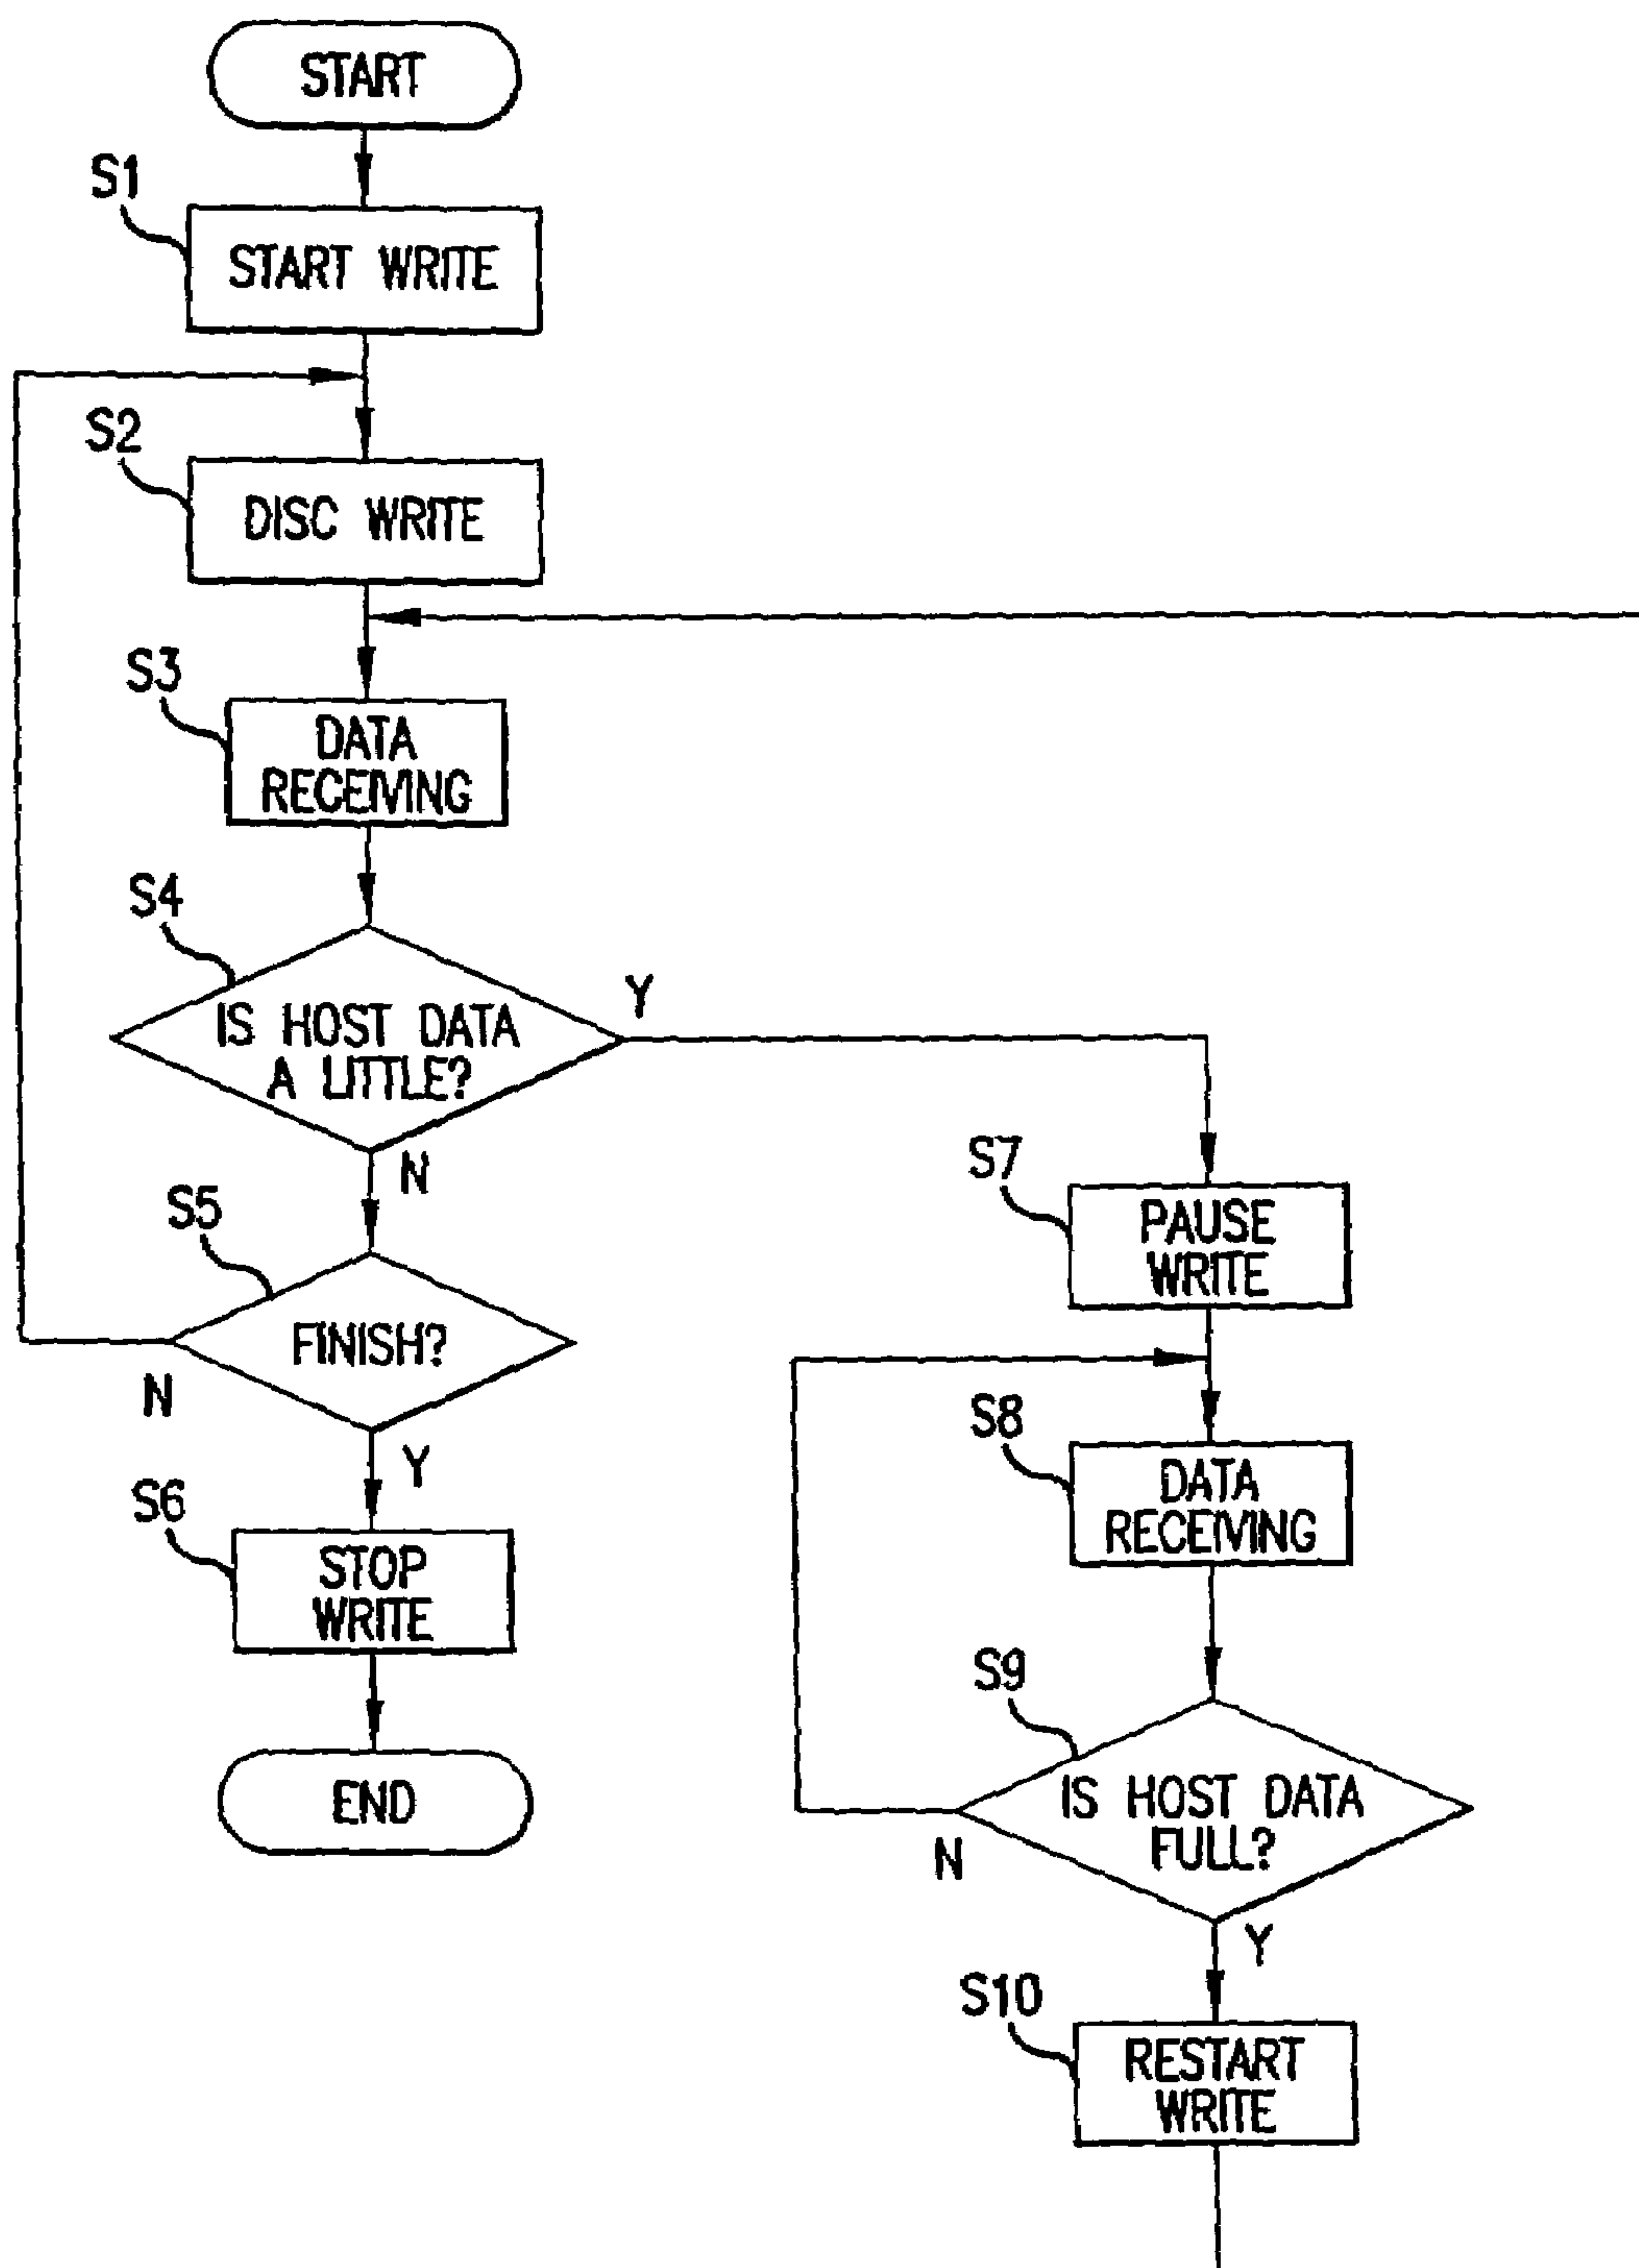 START
S1
START WRITE
S2
DISC WRITE
S3
DATA
RECEIVING
S4
IS HOST DATA
A LITTLE?
Y
N
S5
FINISH?
N
Y
S6
STOP
WRITE
END
S7
PAUSE
WRITE
S8
DATA
RECEIVING
S9
IS HOST DATA
FULL?
N
Y
S10
RESTART
WRITE